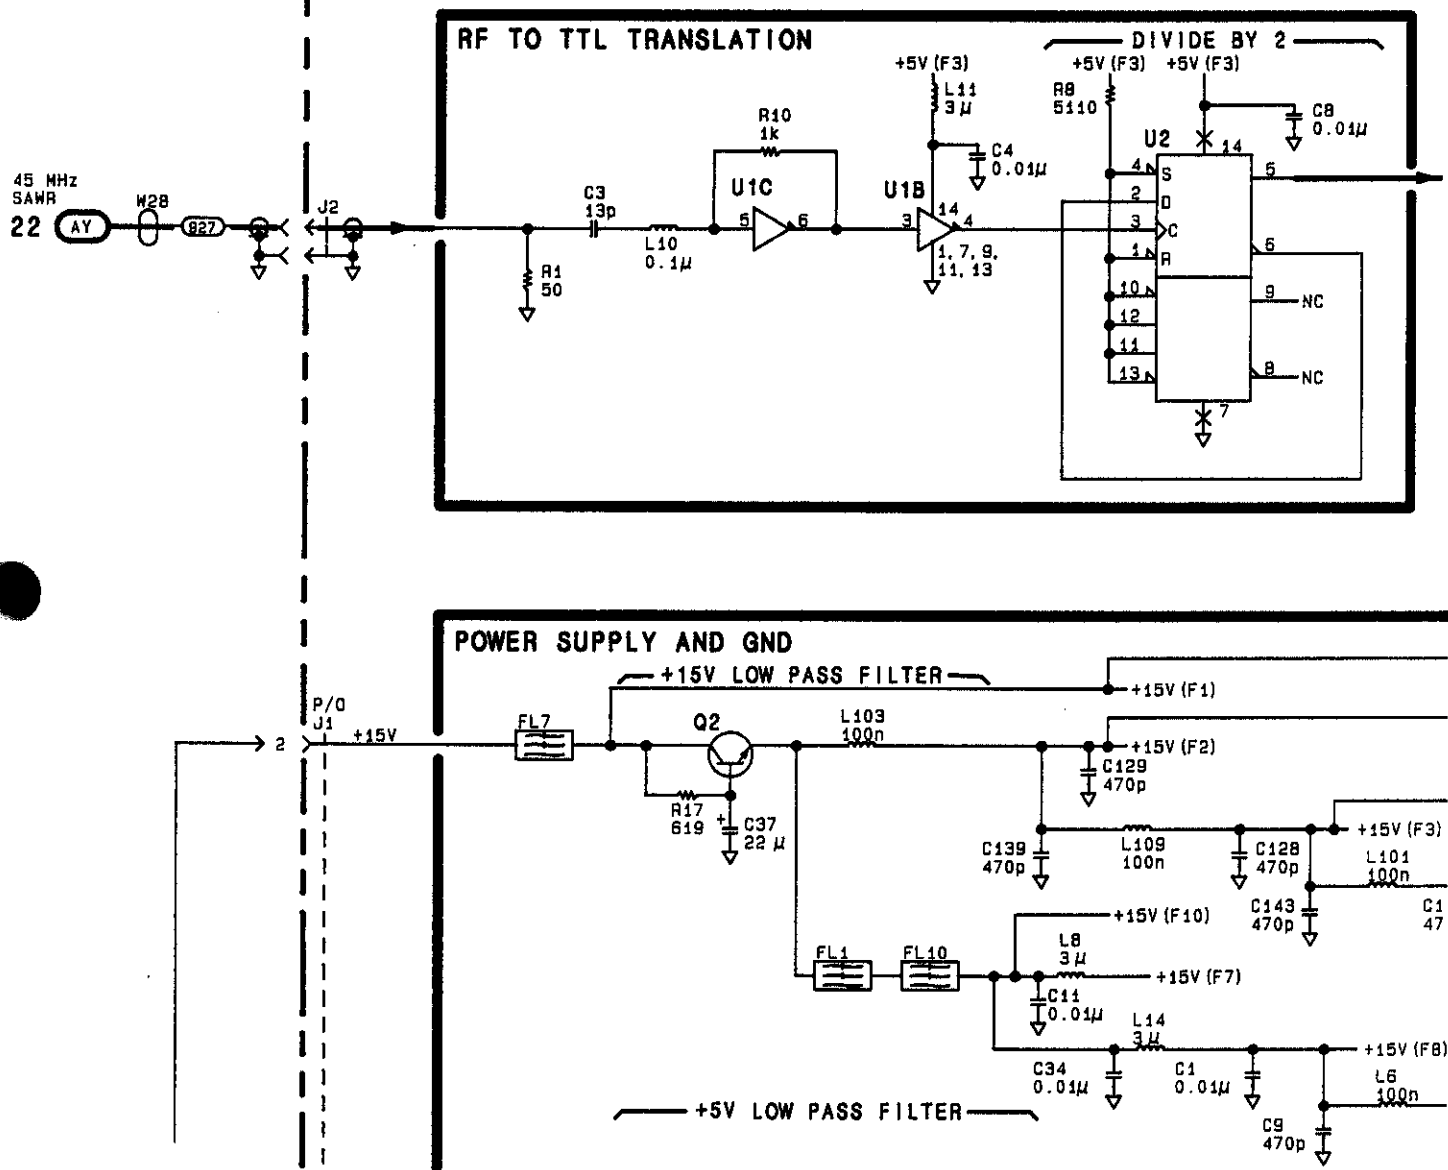 RF TO TTL TRANSLATION
DIVIDE BY 2
+5V (F3)
+5V (F3)
+5V (F3)
L11
3µ
R8
5110
C8
0.01µ
R10
1k
C4
0.01µ
U2
14
45 MHz
SAWR
22
AY
W28
927
J2
C3
13p
U1C
5
6
U1B
3
14
4
1, 7, 9,
11, 13
L10
0.1µ
R1
50
4
S
2
D
3
C
1
R
10
12
11
13
5
6
9
NC
8
NC
7
POWER SUPPLY AND GND
+15V LOW PASS FILTER
+15V (F1)
P/O
J1
2
+15V
FL7
Q2
L103
100n
+15V (F2)
C129
470p
R17
619
+
C37
22 µ
C139
470p
L109
100n
C128
470p
+15V (F3)
L101
100n
C143
470p
C1
47
+15V (F10)
FL1
FL10
L8
3µ
+15V (F7)
C11
0.01µ
L14
3µ
+15V (F8)
C34
0.01µ
C1
0.01µ
L6
100n
C9
470p
+5V LOW PASS FILTER